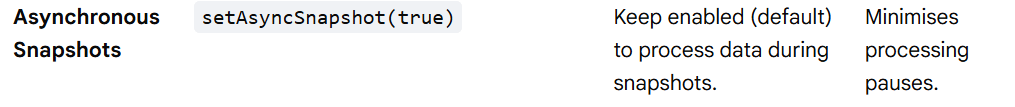 Asynchronous
Snapshots
setAsyncSnapshot(true)
Keep enabled (default)
to process data during
snapshots.
Minimises
processing
pauses.